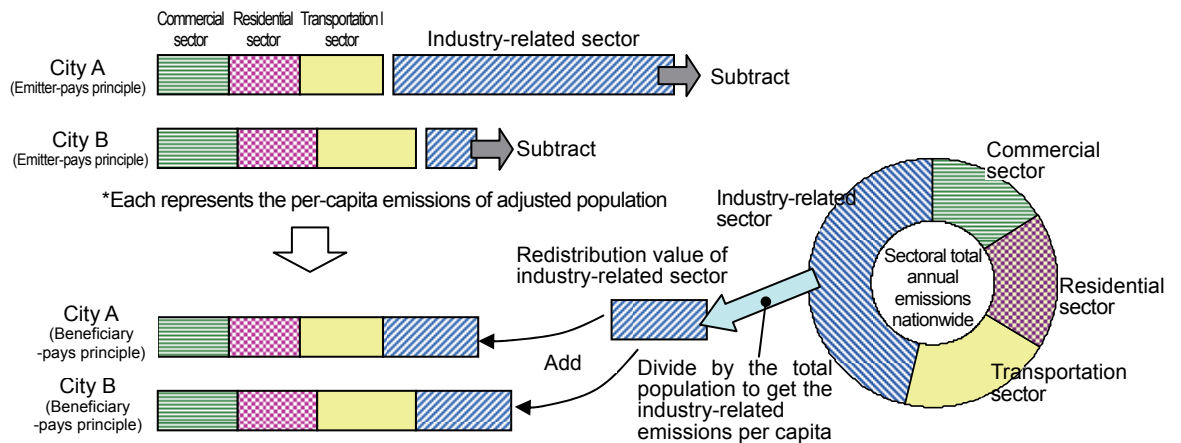 Commercial
sector
Residential
sector
Transportation l
sector
Industry-related sector
City A
(Emitter-pays principle)
Subtract
City B
(Emitter-pays principle)
Subtract
*Each represents the per-capita emissions of adjusted population
Commercial
sector
Industry-related
sector
Sectoral total
annual
emissions
nationwide
Residential
sector
Transportation
sector
Redistribution value of
industry-related sector
City A
(Beneficiary
-pays principle)
Add
City B
(Beneficiary
-pays principle)
Divide by the total
population to get the
industry-related
emissions per capita